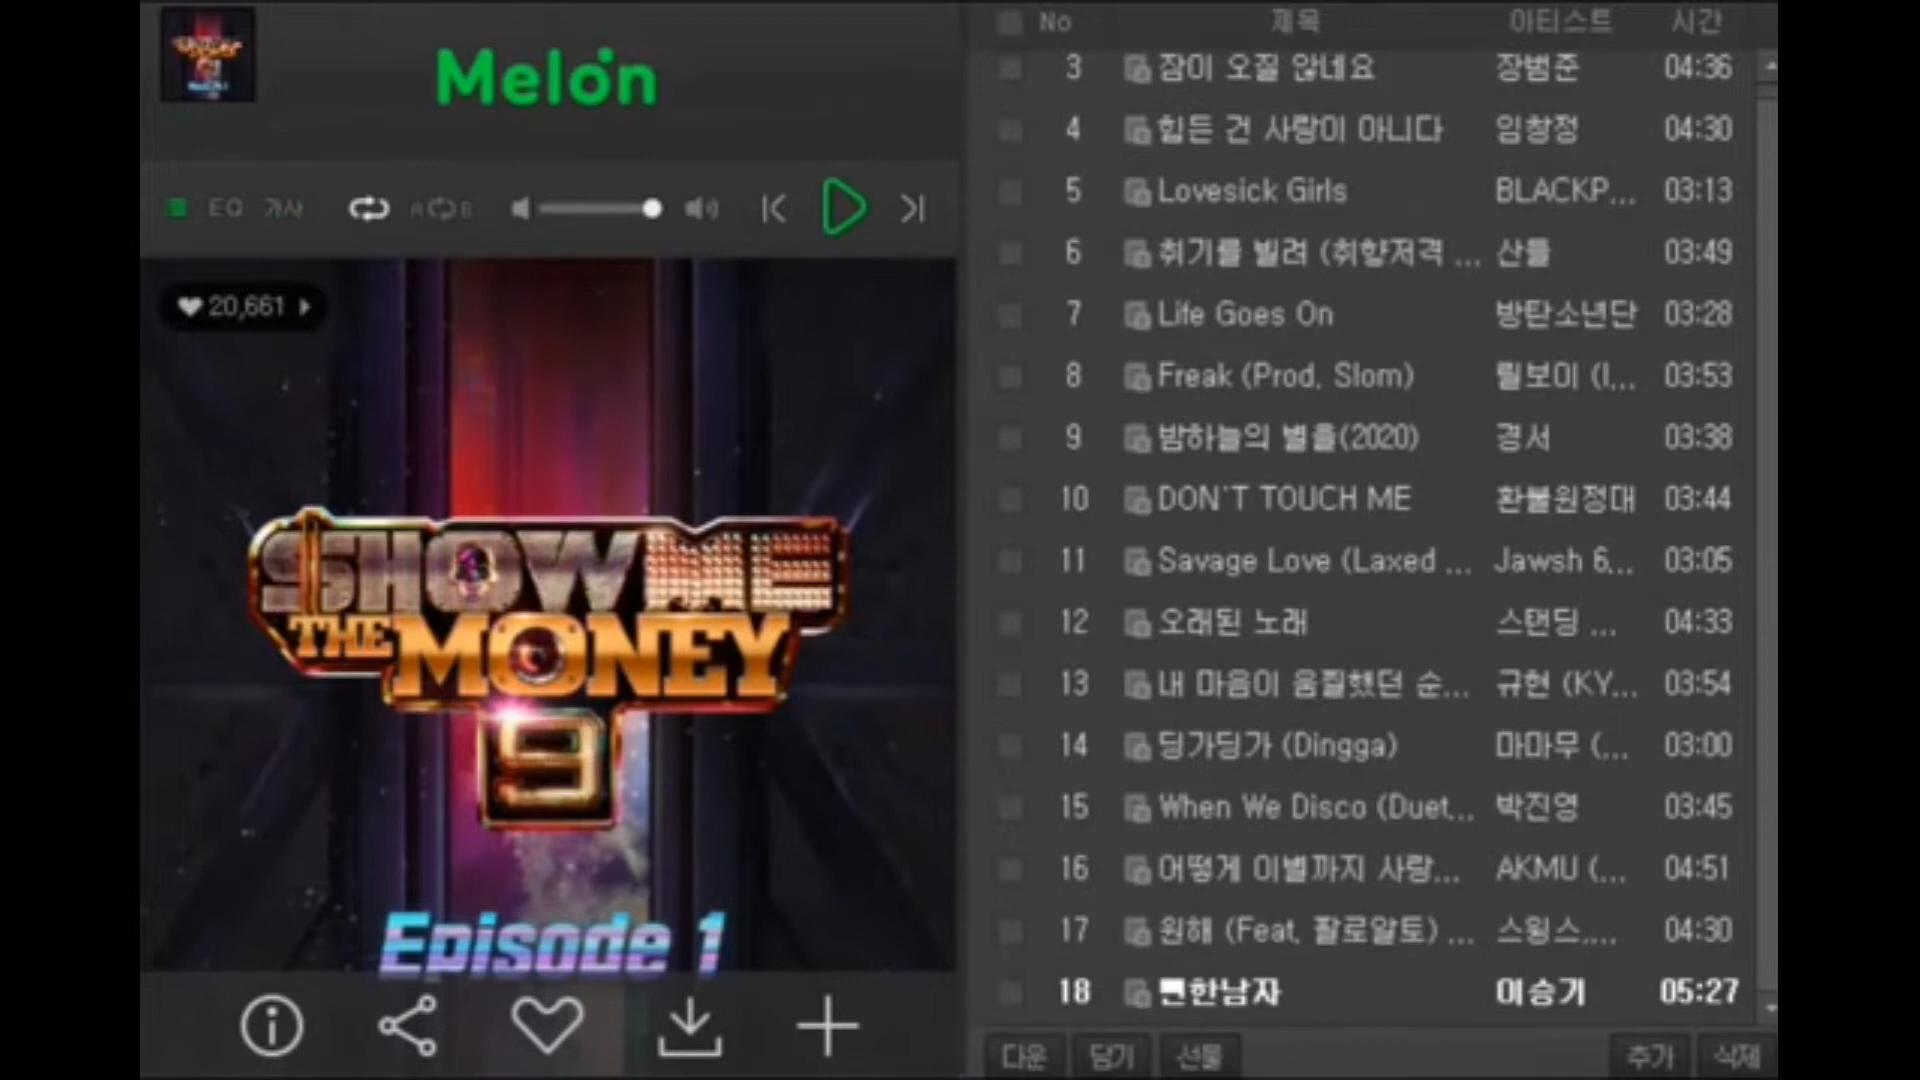 Melon
EQ 가사
A B
20,661
SHOW ME
THE MONEY
9
Episode 1
No 제목 아티스트 시간
3 잠이 오질 않네요 장범준 04:36
4 힘든 건 사랑이 아니다 임창정 04:30
5 Lovesick Girls BLACKP... 03:13
6 취기를 빌려 (취향저격 ... 산들 03:49
7 Life Goes On 방탄소년단 03:28
8 Freak (Prod. Slom) 릴보이 (l... 03:53
9 밤하늘의 별을(2020) 경서 03:38
10 DON'T TOUCH ME 환불원정대 03:44
11 Savage Love (Laxed ... Jawsh 6... 03:05
12 오래된 노래 스탠딩 ... 04:33
13 내 마음이 움찔했던 순... 규현 (KY... 03:54
14 딩가딩가 (Dingga) 마마무 (... 03:00
15 When We Disco (Duet... 박진영 03:45
16 어떻게 이별까지 사랑... AKMU (... 04:51
17 원해 (Feat. 팔로알토) ... 스윙스,... 04:30
18 뻔한남자 이승기 05:27
다운 담기 선물 추가 삭제